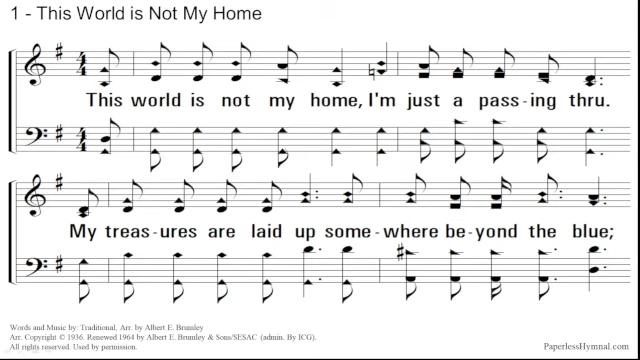 1 - This World is Not My Home
This world is not my home, I'm just a pass-ing thru.
My treas-ures are laid up some-where be-yond the blue;
Words and Music by: Traditional, Arr. by Albert E. Brumley
Arr. Copyright © 1936. Renewed 1964 by Albert E. Brumley & Sons/SESAC (admin. By ICG).
All rights reserved. Used by permission.
PaperlessHymnal.com